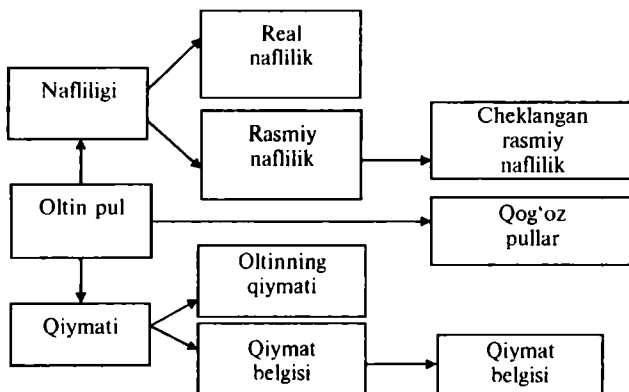 Real
naflilik
Nafliligi
Rasmiy
naflilik
Cheklangan
rasmiy
naflilik
Oltin pul
Qog‘oz
pullar
Oltinning
qiymati
Qiymati
Qiymat
belgisi
Qiymat
belgisi